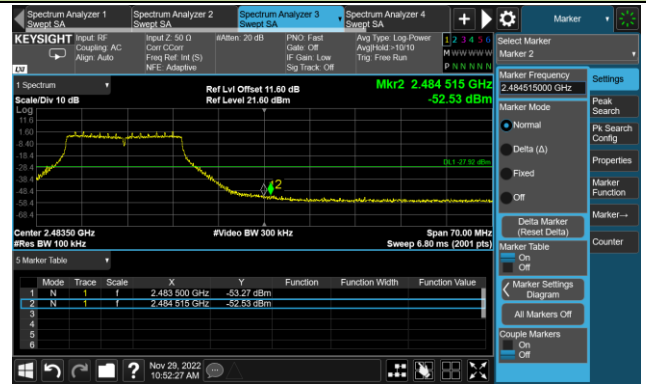 Spectrum Analyzer 1
Swept SA
Spectrum Analyzer 2
Swept SA
Spectrum Analyzer 3
Swept SA
Spectrum Analyzer 4
Swept SA
+
Marker
KEYSIGHT
LXI
Input: RF
Coupling: AC
Align: Auto
Input Z: 50 Ω
Corr CCorr
Freq Ref: Int (S)
NFE: Adaptive
#Atten: 20 dB
PNO: Fast
Gate: Off
IF Gain: Low
Sig Track: Off
Avg Type: Log-Power
Avg|Hold:>10/10
Trig: Free Run
1 2 3 4 5 6
M W W W W W
P N N N N N
Select Marker
Marker 2
1 Spectrum
Scale/Div 10 dB
Ref Lvl Offset 11.60 dB
Ref Level 21.60 dBm
Mkr2 2.484 515 GHz
-52.53 dBm
Log
11.6
1.60
-8.40
-18.4
-28.4
-38.4
-48.4
-58.4
-68.4
DL1 -27.92 dBm
2
Center 2.48350 GHz
#Res BW 100 kHz
#Video BW 300 kHz
Span 70.00 MHz
Sweep 6.80 ms (2001 pts)
5 Marker Table
Mode Trace Scale X Y Function Function Width Function Value
1 N 1 f 2.483 500 GHz -53.27 dBm
2 N 1 f 2.484 515 GHz -52.53 dBm
3
4
5
6
Marker Frequency
2.484515000 GHz
Marker Mode
Normal
Delta (Δ)
Fixed
Off
Delta Marker
(Reset Delta)
Marker Table
On
Off
Marker Settings
Diagram
All Markers Off
Couple Markers
On
Off
Settings
Peak
Search
Pk Search
Config
Properties
Marker
Function
Marker→
Counter
?
Nov 29, 2022
10:52:27 AM